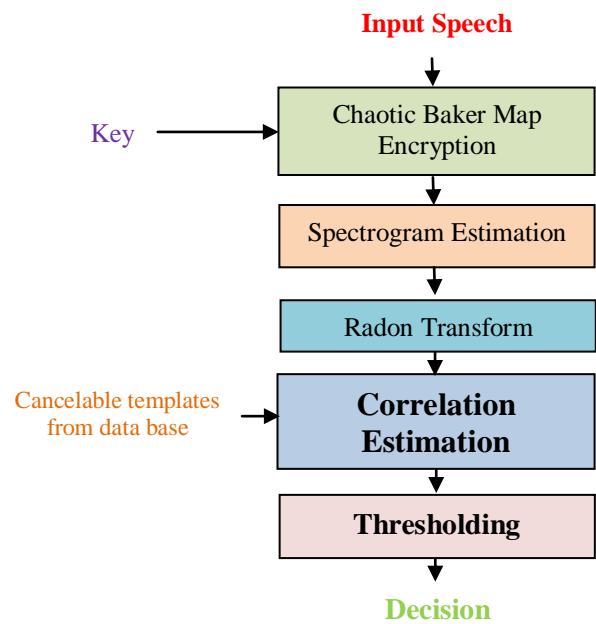 Input Speech
Chaotic Baker Map
Encryption
Key
Spectrogram Estimation
Radon Transform
Cancelable templates
from data base
Correlation
Estimation
Thresholding
Decision